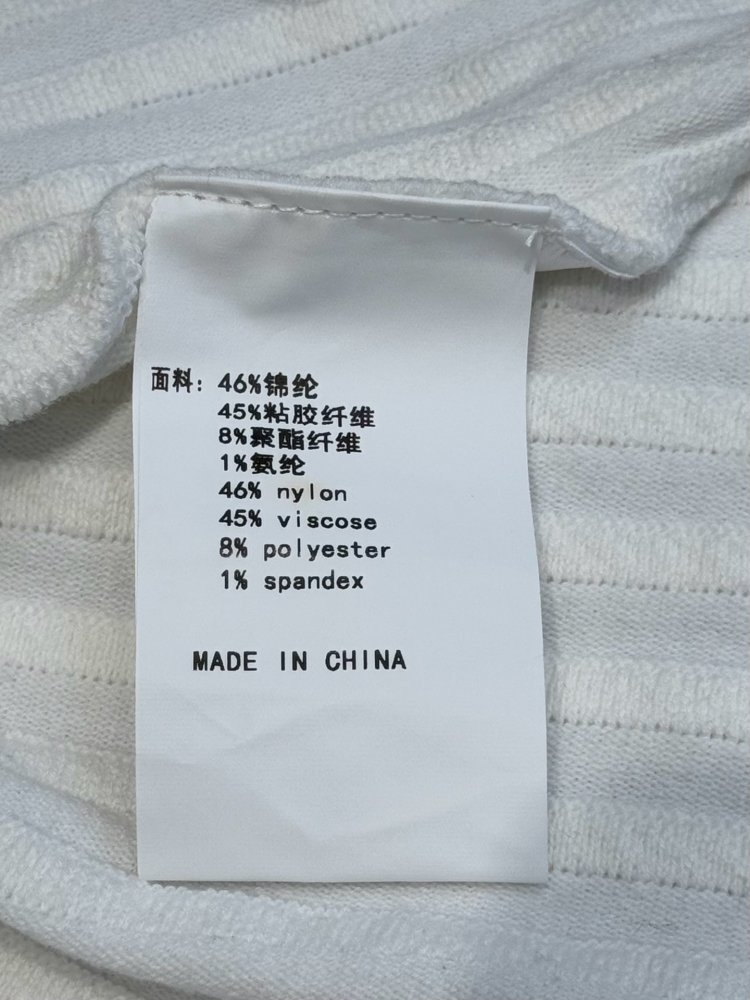 面料：46%锦纶
45%粘胶纤维
8%聚酯纤维
1%氨纶
46% nylon
45% viscose
8% polyester
1% spandex
MADE IN CHINA